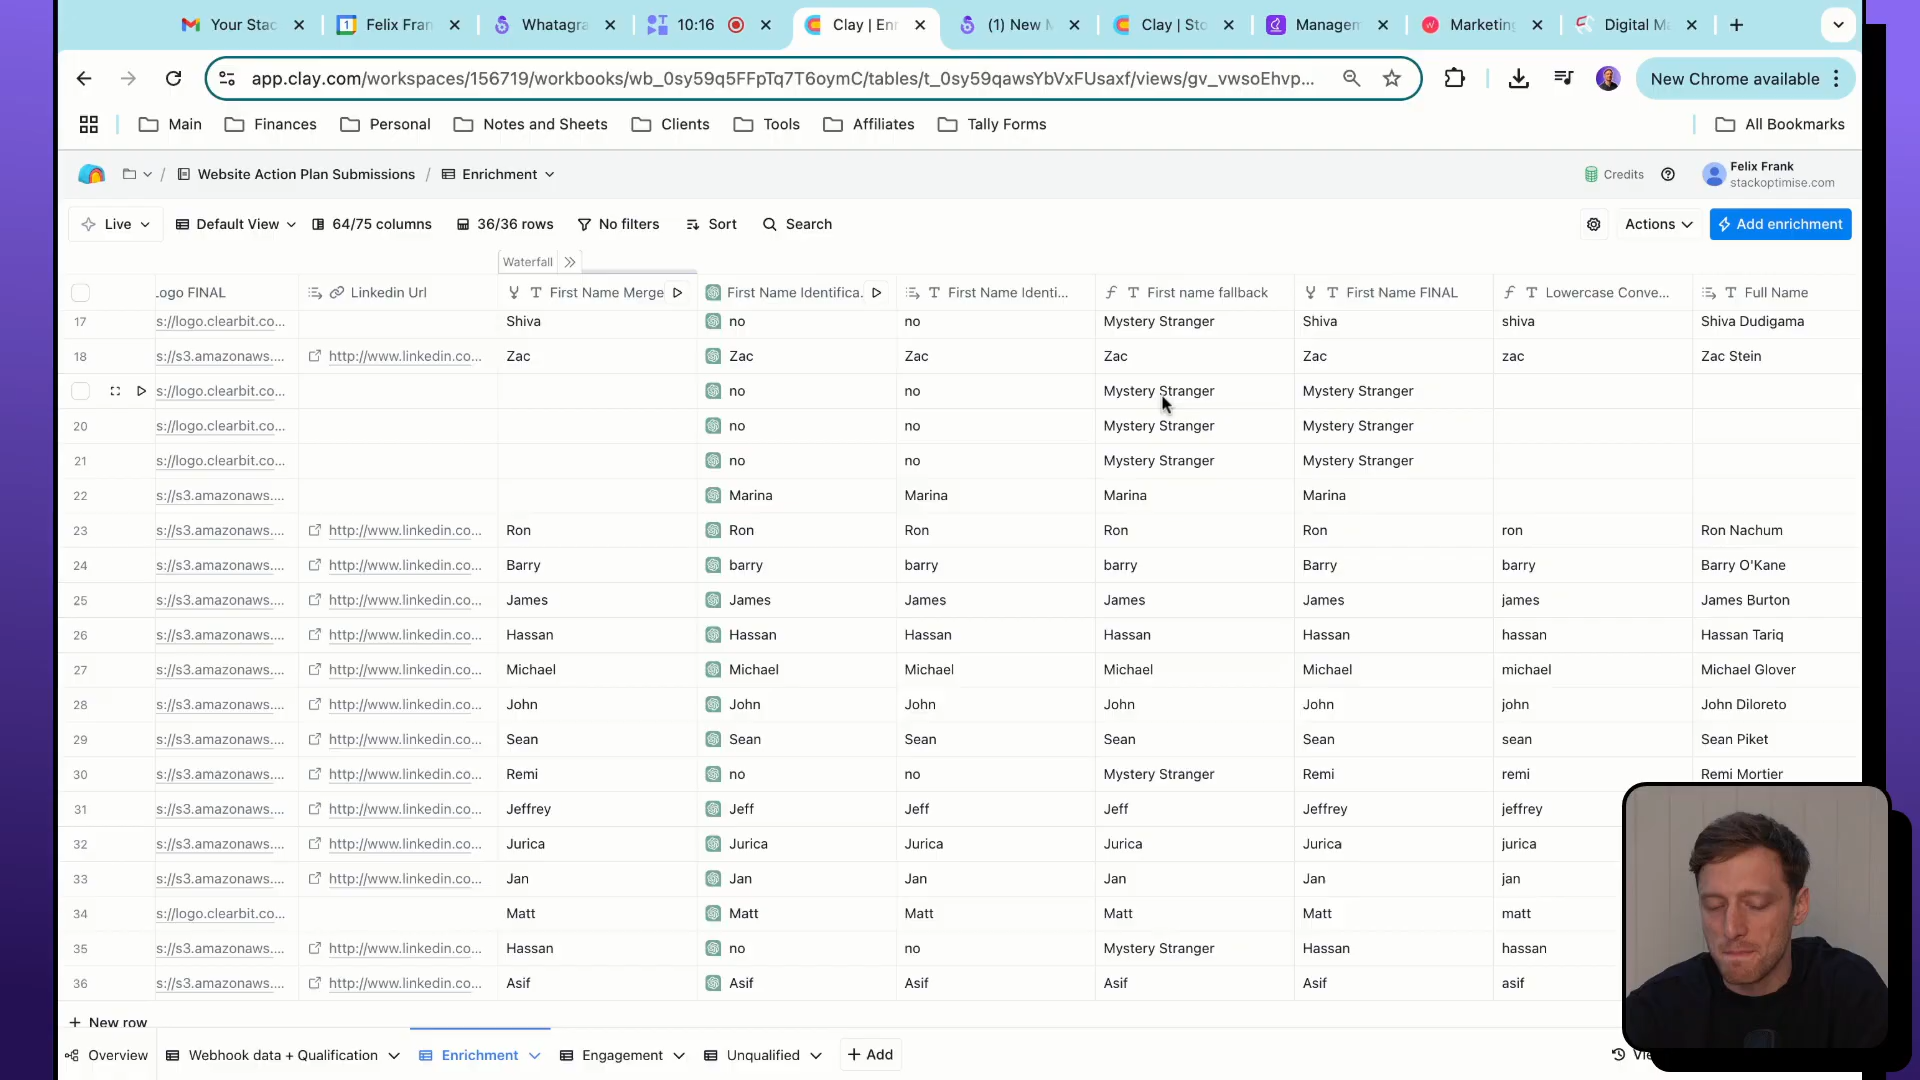 Your Stac
Felix Fran
Whatagra
10:16
Clay | Enr
(1) New M
Clay | Sto
Managem
Marketing
Digital Ma
app.clay.com/workspaces/156719/workbooks/wb_0sy59q5FFpTq7T6oymC/tables/t_0sy59qawsYbVxFUsaxf/views/gv_vwsoEhvp...
New Chrome available
Main
Finances
Personal
Notes and Sheets
Clients
Tools
Affiliates
Tally Forms
All Bookmarks
/ Website Action Plan Submissions / Enrichment
Credits
Felix Frank
stackoptimise.com
Live
Default View
64/75 columns
36/36 rows
No filters
Sort
Search
Actions
Add enrichment
Waterfall
Logo FINAL
Linkedin Url
First Name Merge
First Name Identifica.
First Name Identi...
First name fallback
First Name FINAL
Lowercase Conve...
Full Name
17 s://logo.clearbit.co... Shiva no no Mystery Stranger Shiva shiva Shiva Dudigama
18 s://s3.amazonaws.... http://www.linkedin.co... Zac Zac Zac Zac Zac zac Zac Stein
s://logo.clearbit.co... no no Mystery Stranger Mystery Stranger
20 s://logo.clearbit.co... no no Mystery Stranger Mystery Stranger
21 s://logo.clearbit.co... no no Mystery Stranger Mystery Stranger
22 s://s3.amazonaws.... Marina Marina Marina Marina
23 s://s3.amazonaws.... http://www.linkedin.co... Ron Ron Ron Ron Ron ron Ron Nachum
24 s://s3.amazonaws.... http://www.linkedin.co... Barry barry barry barry Barry barry Barry O'Kane
25 s://s3.amazonaws.... http://www.linkedin.co... James James James James James james James Burton
26 s://s3.amazonaws.... http://www.linkedin.co... Hassan Hassan Hassan Hassan Hassan hassan Hassan Tariq
27 s://s3.amazonaws.... http://www.linkedin.co... Michael Michael Michael Michael Michael michael Michael Glover
28 s://s3.amazonaws.... http://www.linkedin.co... John John John John John john John Diloreto
29 s://s3.amazonaws.... http://www.linkedin.co... Sean Sean Sean Sean Sean sean Sean Piket
30 s://s3.amazonaws.... http://www.linkedin.co... Remi no no Mystery Stranger Remi remi Remi Mortier
31 s://s3.amazonaws.... http://www.linkedin.co... Jeffrey Jeff Jeff Jeff Jeffrey jeffrey
32 s://s3.amazonaws.... http://www.linkedin.co... Jurica Jurica Jurica Jurica Jurica jurica
33 s://s3.amazonaws.... http://www.linkedin.co... Jan Jan Jan Jan Jan jan
34 s://logo.clearbit.co... Matt Matt Matt Matt Matt matt
35 s://s3.amazonaws.... http://www.linkedin.co... Hassan no no Mystery Stranger Hassan hassan
36 s://s3.amazonaws.... http://www.linkedin.co... Asif Asif Asif Asif Asif asif
+ New row
Overview
Webhook data + Qualification
Enrichment
Engagement
Unqualified
+ Add